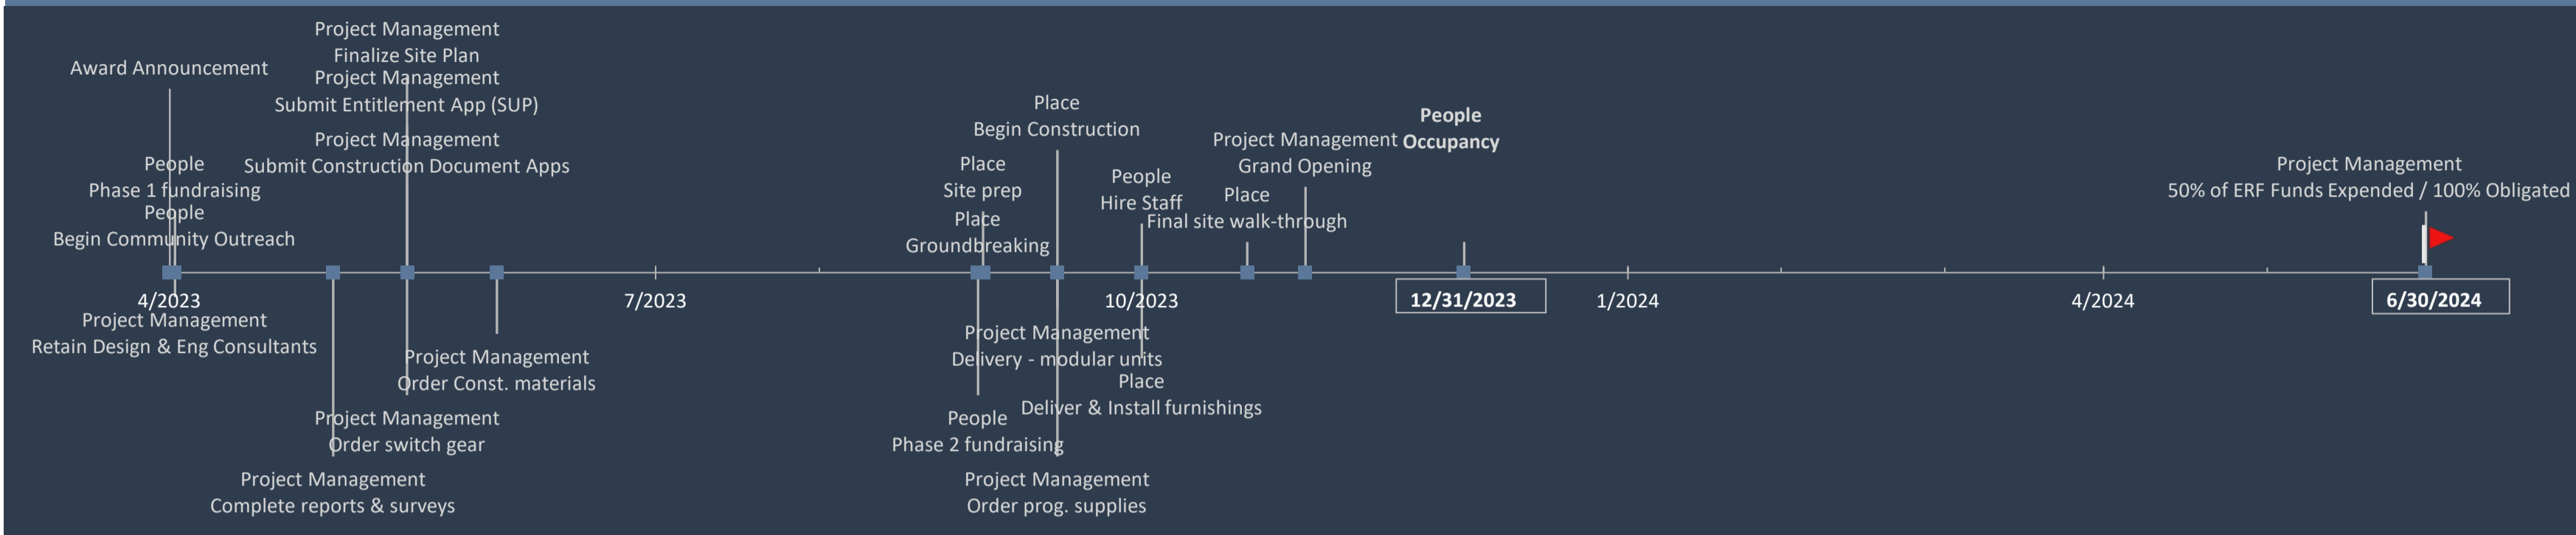 Award Announcement
People
Phase 1 fundraising
People
Begin Community Outreach
Project Management
Finalize Site Plan
Project Management
Submit Entitlement App (SUP)
Project Management
Submit Construction Document Apps
Place
Begin Construction
Place
Site prep
Place
Groundbreaking
People
Hire Staff
Place
Final site walk-through
Project Management
Grand Opening
People
Occupancy
Project Management
50% of ERF Funds Expended / 100% Obligated
4/2023
7/2023
10/2023
12/31/2023
1/2024
4/2024
6/30/2024
Project Management
Retain Design & Eng Consultants
Project Management
Order Const. materials
Project Management
Order switch gear
Project Management
Complete reports & surveys
Project Management
Delivery - modular units
Place
Deliver & Install furnishings
People
Phase 2 fundraising
Project Management
Order prog. supplies